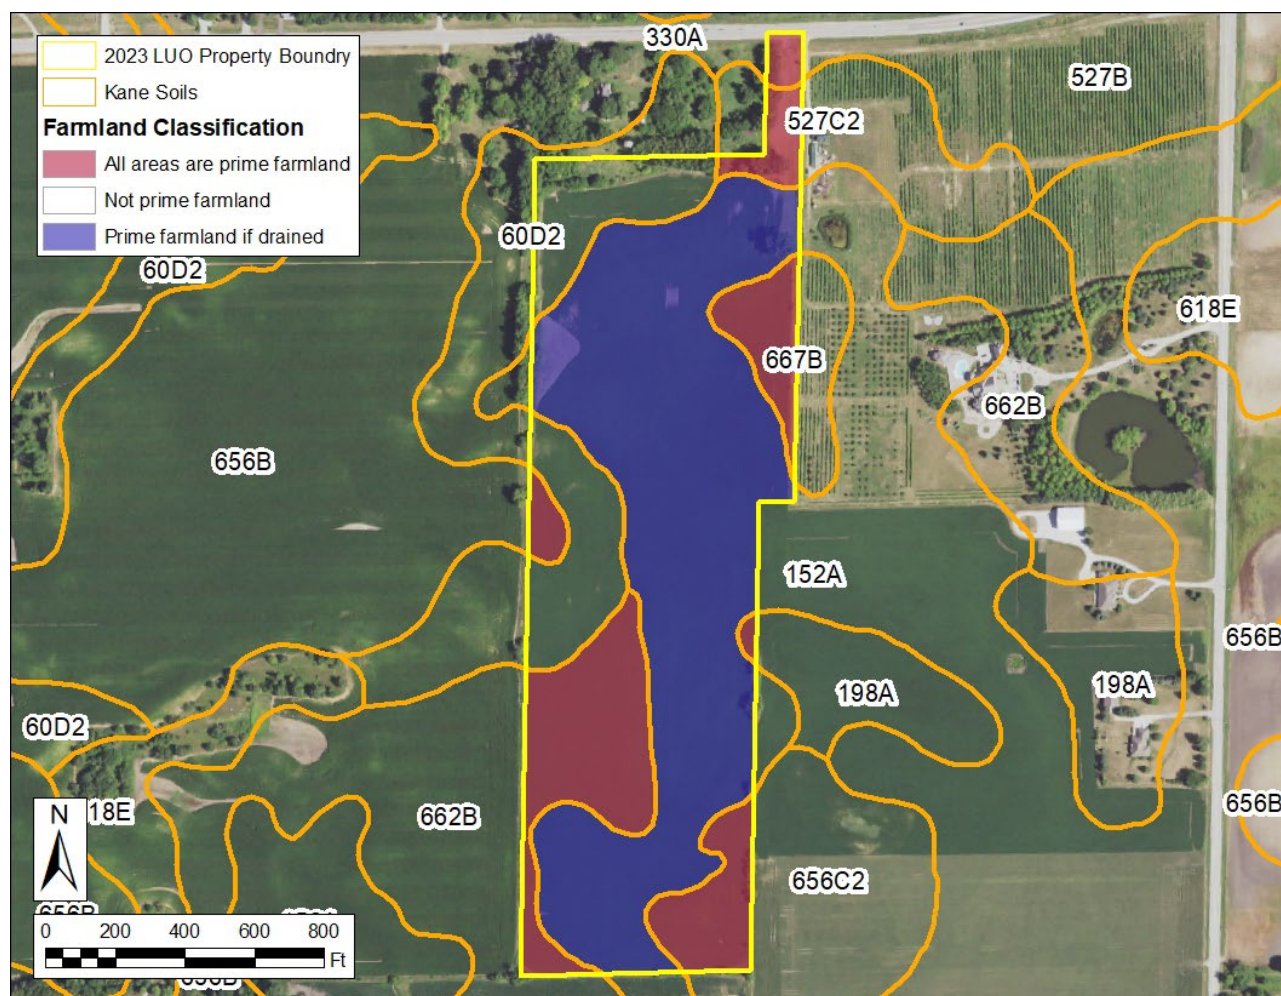 2023 LUO Property Boundry
Kane Soils
Farmland Classification
All areas are prime farmland
Not prime farmland
Prime farmland if drained
330A
527B
527C2
60D2
60D2
618E
667B
662B
656B
152A
656B
198A
198A
60D2
18E
662B
656B
656C2
656B
N
0 200 400 600 800
Ft
656B